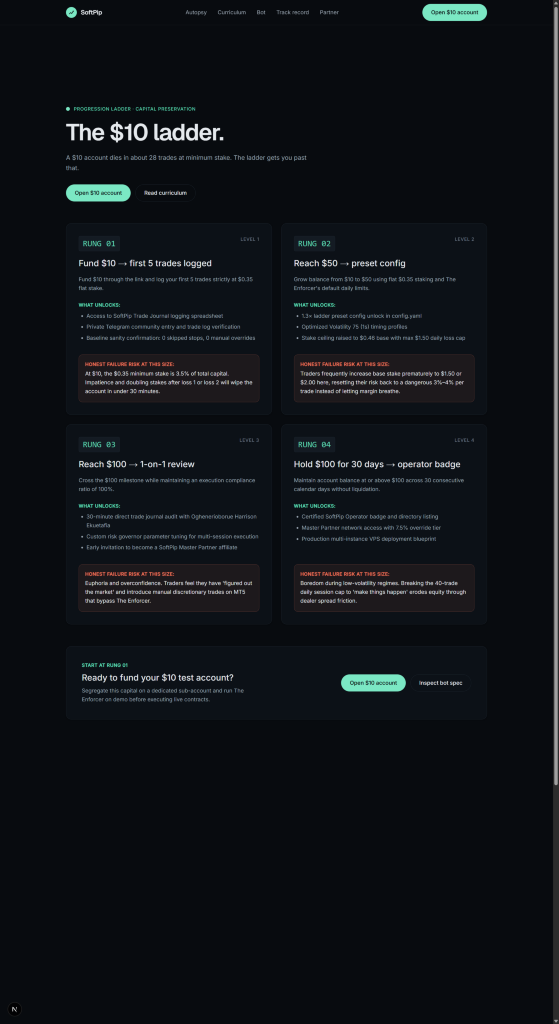 SoftPip
Autopsy Curriculum Bot Track record Partner
Open $10 account
PROGRESSION LADDER · CAPITAL PRESERVATION
The $10 ladder.
A $10 account dies in about 28 trades at minimum stake. The ladder gets you past
that.
Open $10 account
Read curriculum
RUNG 01
LEVEL 1
Fund $10 → first 5 trades logged
Fund $10 through the link and log your first 5 trades strictly at $0.35
flat stake.
WHAT UNLOCKS:
• Access to SoftPip Trade Journal logging spreadsheet
• Private Telegram community entry and trade log verification
• Baseline sanity confirmation: 0 skipped stops, 0 manual overrides
HONEST FAILURE RISK AT THIS SIZE:
At $10, the $0.35 minimum stake is 3.5% of total capital.
Impatience and doubling stakes after loss 1 or loss 2 will wipe the
account in under 30 minutes.
RUNG 02
LEVEL 2
Reach $50 → preset config
Grow balance from $10 to $50 using flat $0.35 staking and The
Enforcer's default daily limits.
WHAT UNLOCKS:
• 1.3× ladder preset config unlock in config.yaml
• Optimized Volatility 75 (1s) timing profiles
• Stake ceiling raised to $0.46 base with max $1.50 daily loss cap
HONEST FAILURE RISK AT THIS SIZE:
Traders frequently increase base stake prematurely to $1.50 or
$2.00 here, resetting their risk back to a dangerous 3%–4% per
trade instead of letting margin breathe.
RUNG 03
LEVEL 3
Reach $100 → 1-on-1 review
Cross the $100 milestone while maintaining an execution compliance
ratio of 100%.
WHAT UNLOCKS:
• 30-minute direct trade journal audit with Oghenerioborue Harrison
Ekuetafia
• Custom risk governor parameter tuning for multi-session execution
• Early invitation to become a SoftPip Master Partner affiliate
HONEST FAILURE RISK AT THIS SIZE:
Euphoria and overconfidence. Traders feel they have 'figured out
the market' and introduce manual discretionary trades on MT5
that bypass The Enforcer.
RUNG 04
LEVEL 4
Hold $100 for 30 days → operator badge
Maintain account balance at or above $100 across 30 consecutive
calendar days without liquidation.
WHAT UNLOCKS:
• Certified SoftPip Operator badge and directory listing
• Master Partner network access with 7.5% override tier
• Production multi-instance VPS deployment blueprint
HONEST FAILURE RISK AT THIS SIZE:
Boredom during low-volatility regimes. Breaking the 40-trade
daily session cap to 'make things happen' erodes equity through
dealer spread friction.
START AT RUNG 01
Ready to fund your $10 test account?
Segregate this capital on a dedicated sub-account and run The
Enforcer on demo before executing live contracts.
Open $10 account
Inspect bot spec
N